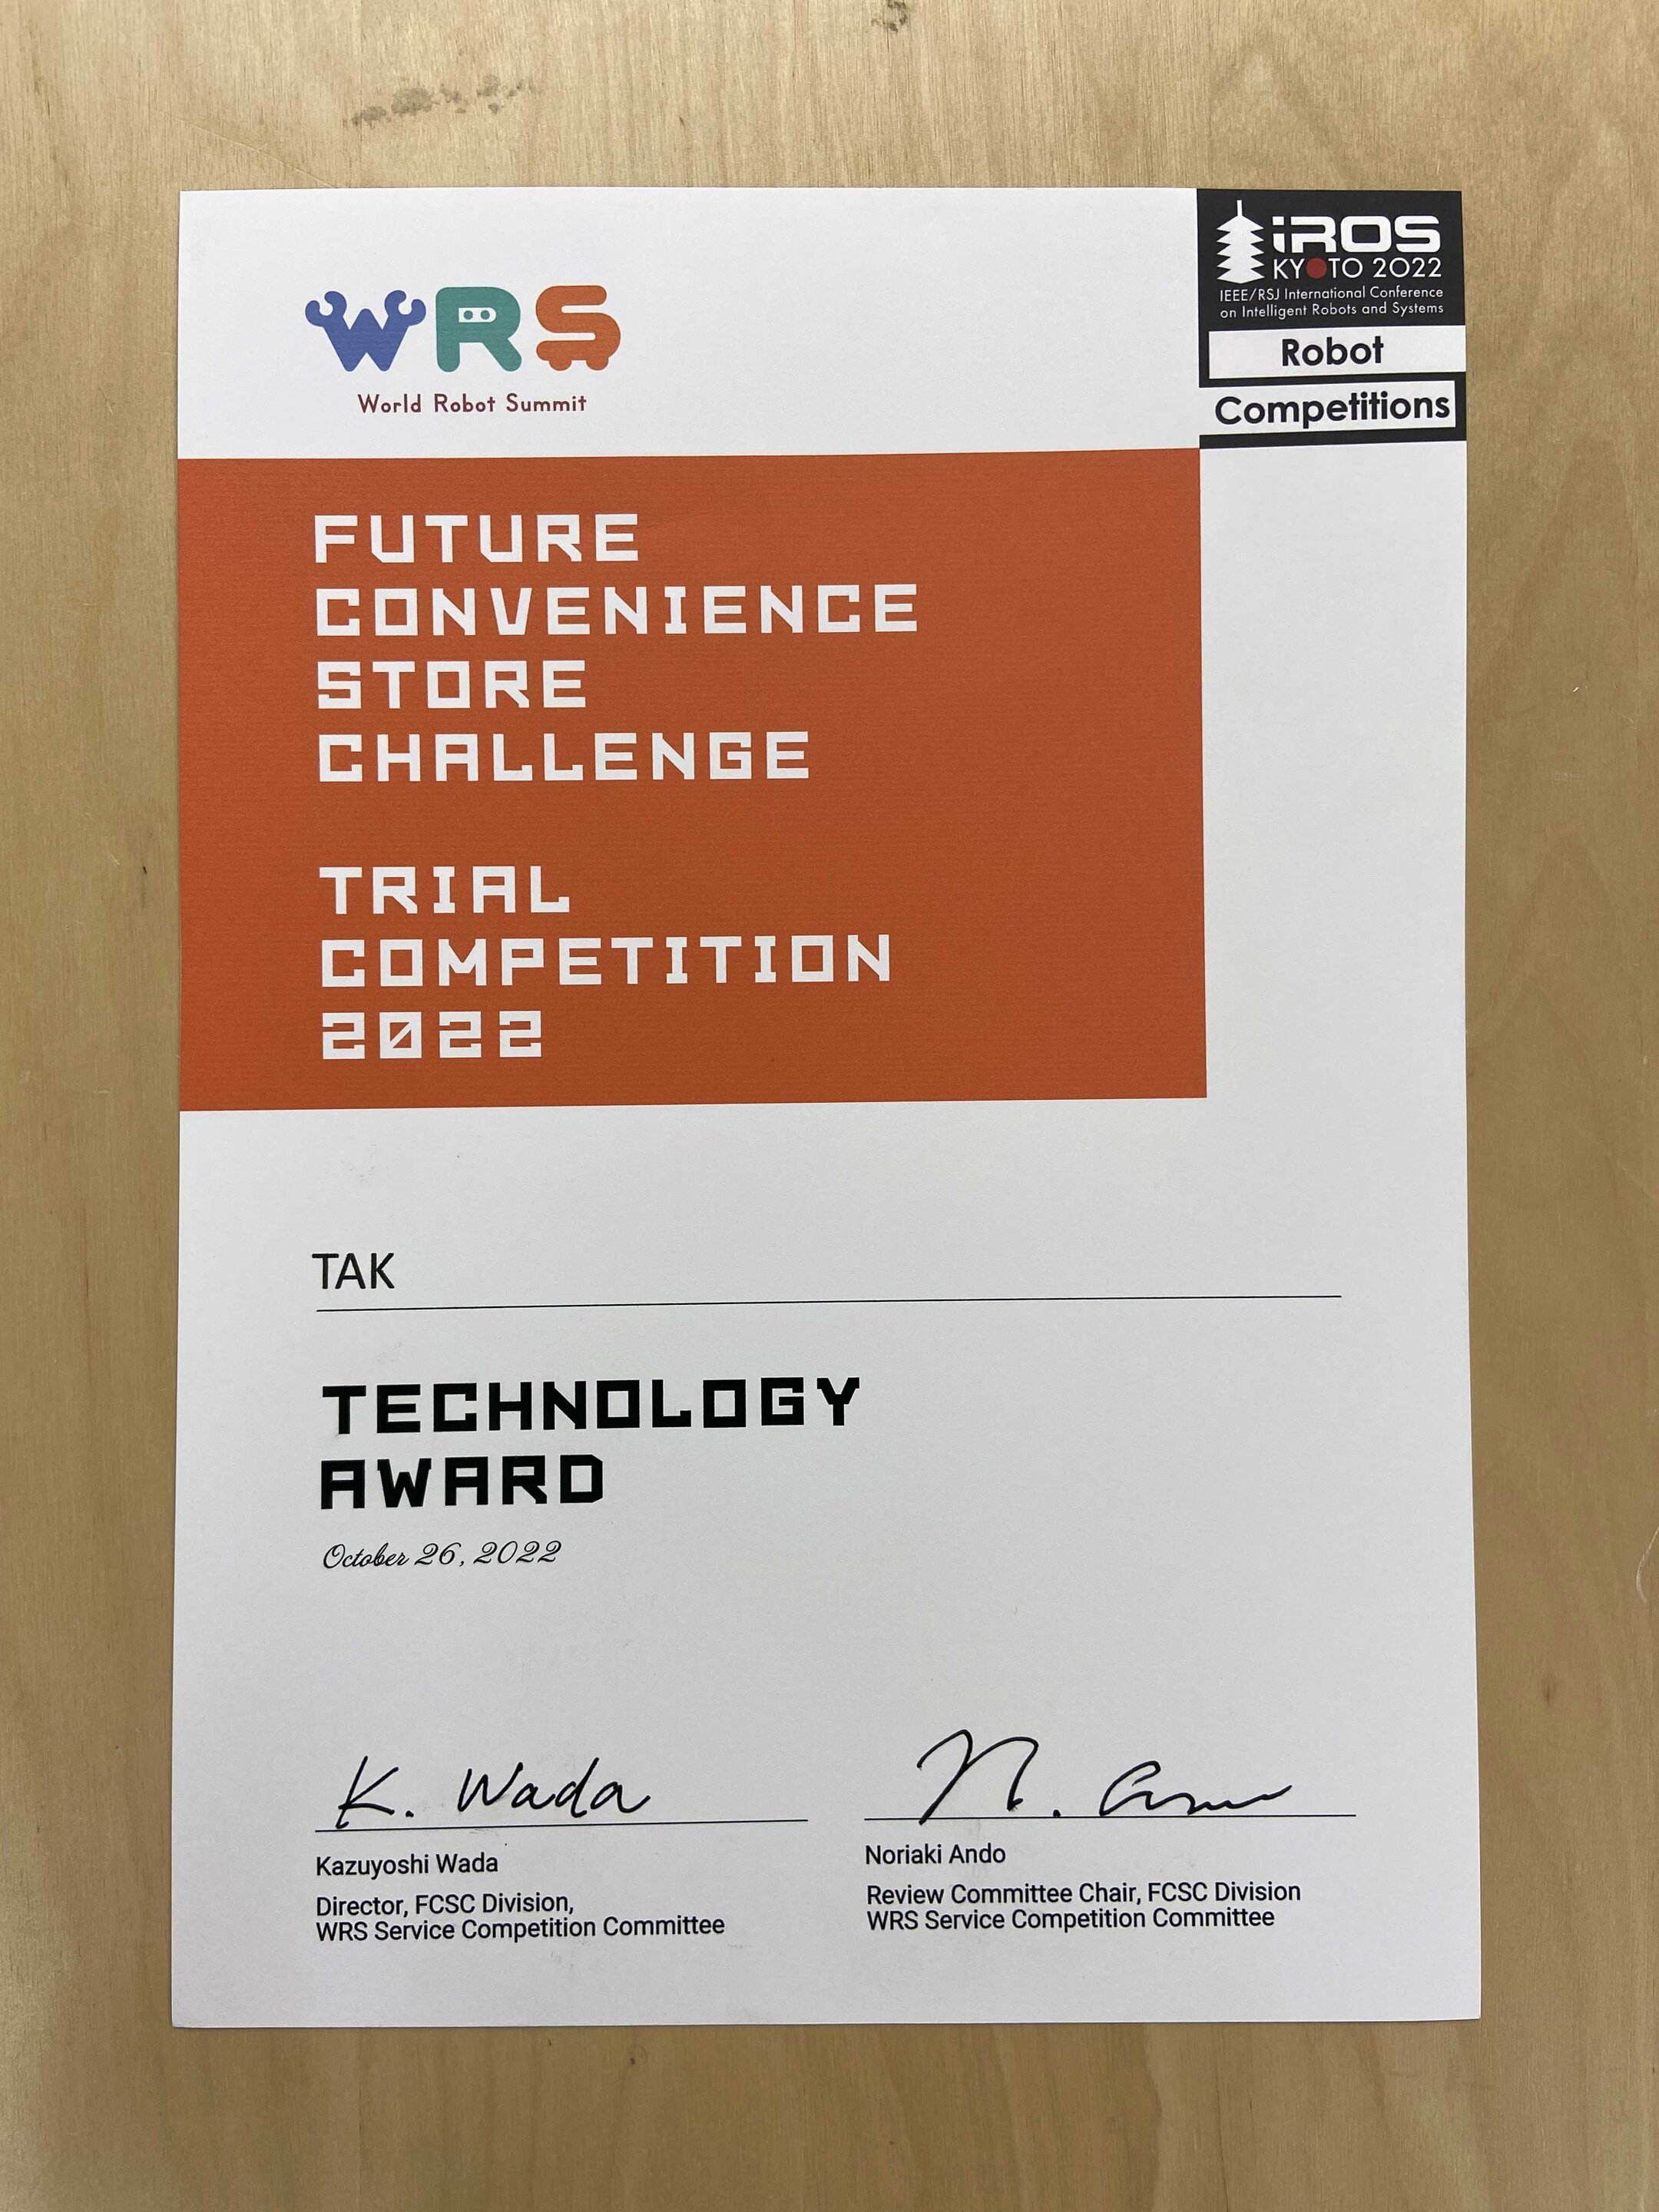 WRS
World Robot Summit
iROS
KYOTO 2022
IEEE/RSJ International Conference
on Intelligent Robots and Systems
Robot
Competitions
FUTURE
CONVENIENCE
STORE
CHALLENGE
TRIAL
COMPETITION
2022
TAK
TECHNOLOGY
AWARD
October 26, 2022
K. Wada
N.
Kazuyoshi Wada
Director, FCSC Division,
WRS Service Competition Committee
Noriaki Ando
Review Committee Chair, FCSC Division
WRS Service Competition Committee